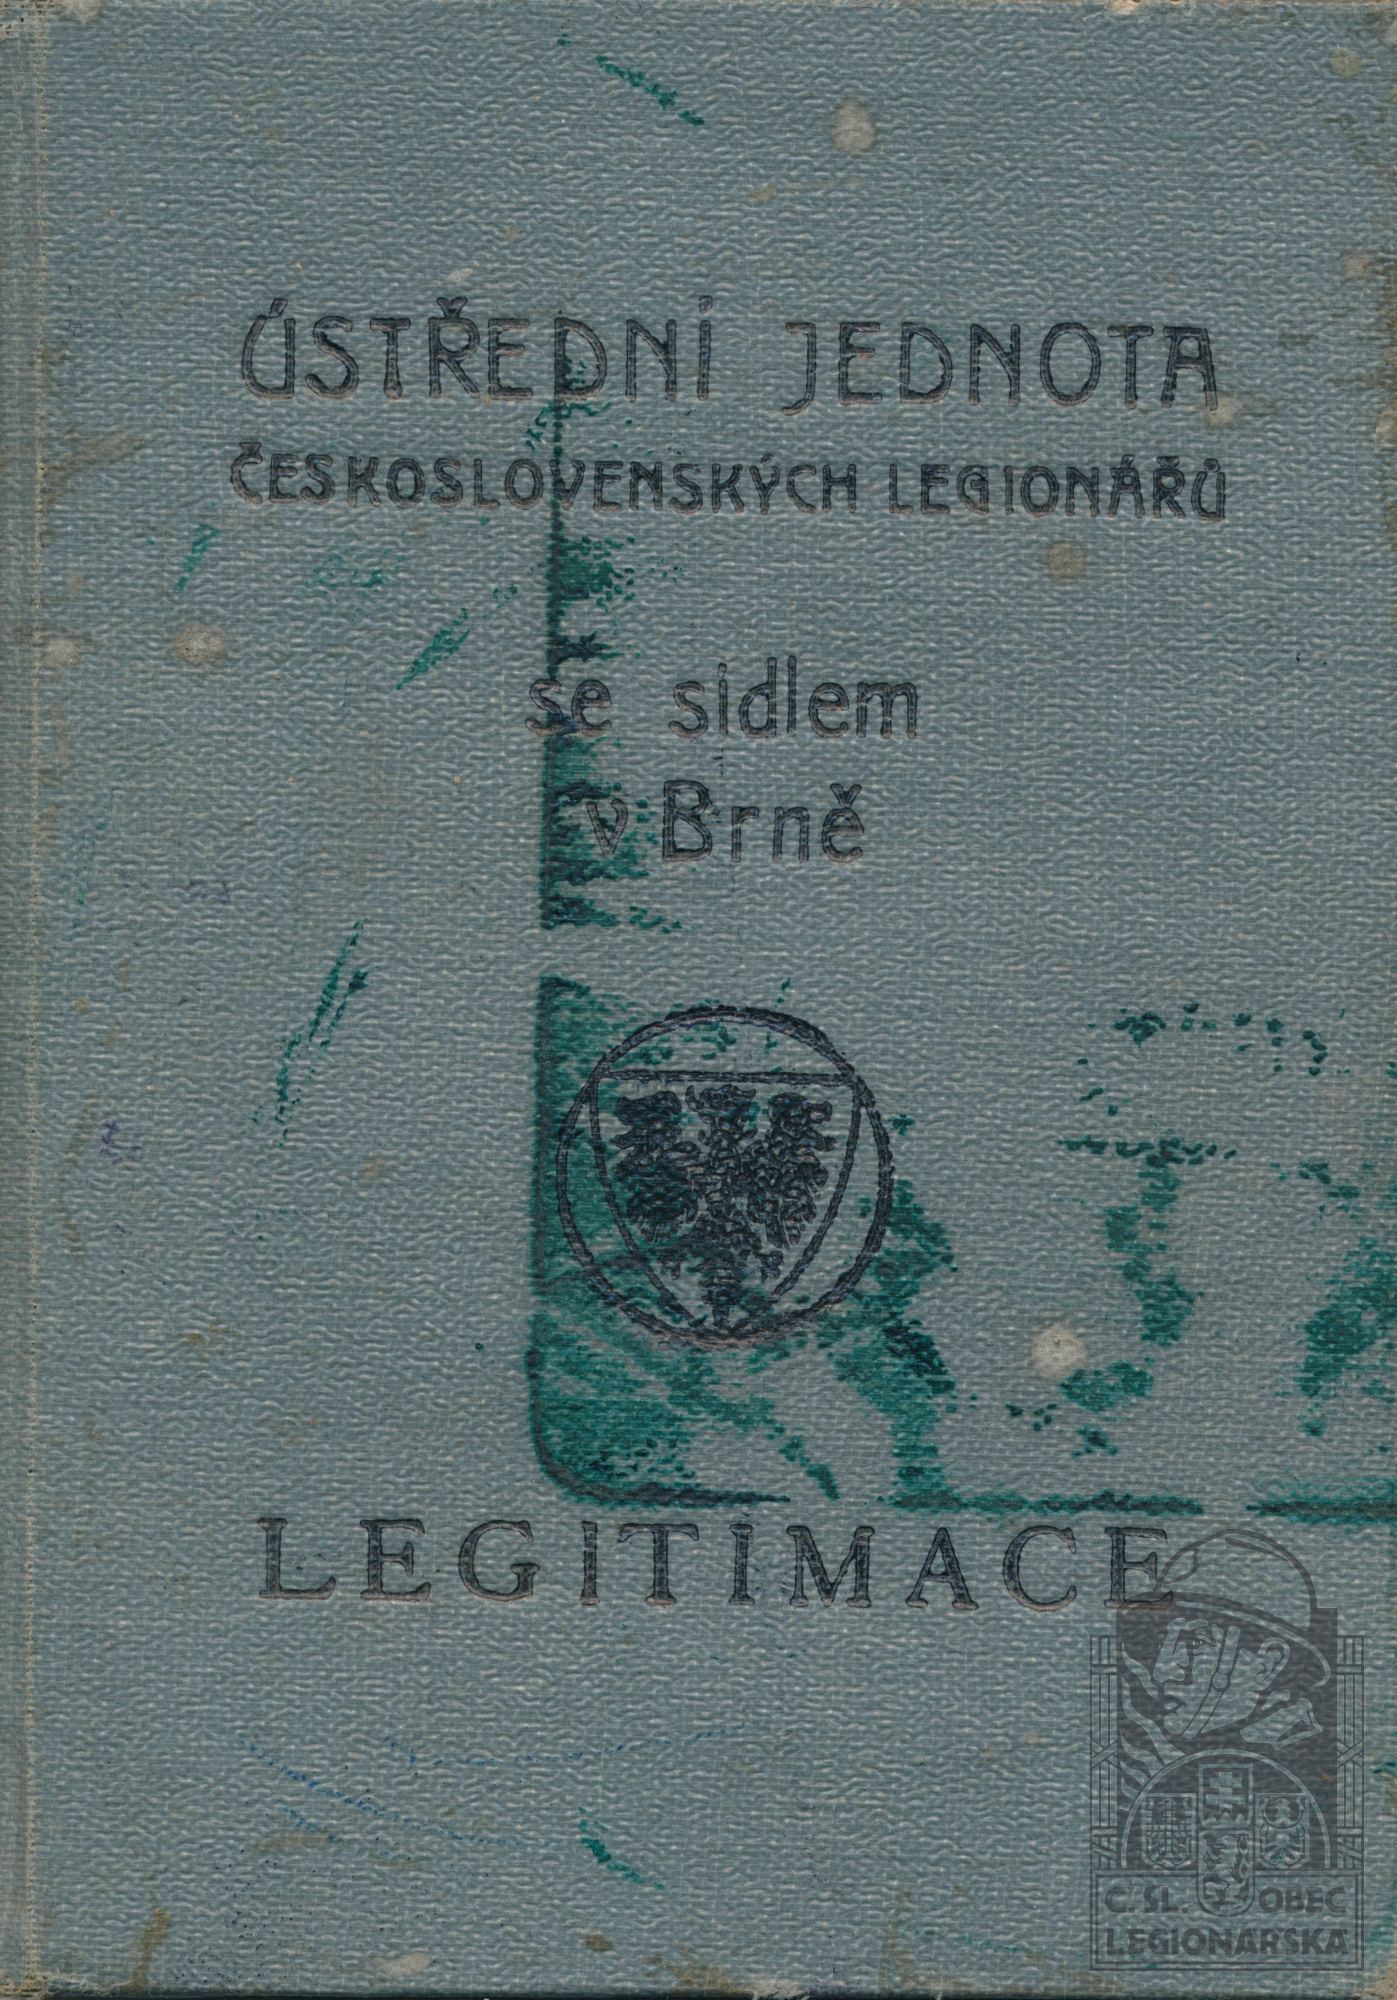 ÚSTŘEDNÍ JEDNOTA
ČESKOSLOVENSKÝCH LEGIONÁŘŮ
se sídlem
v Brně
LEGITIMACE
Č. SL. OBEC
LEGIONÁŘSKÁ